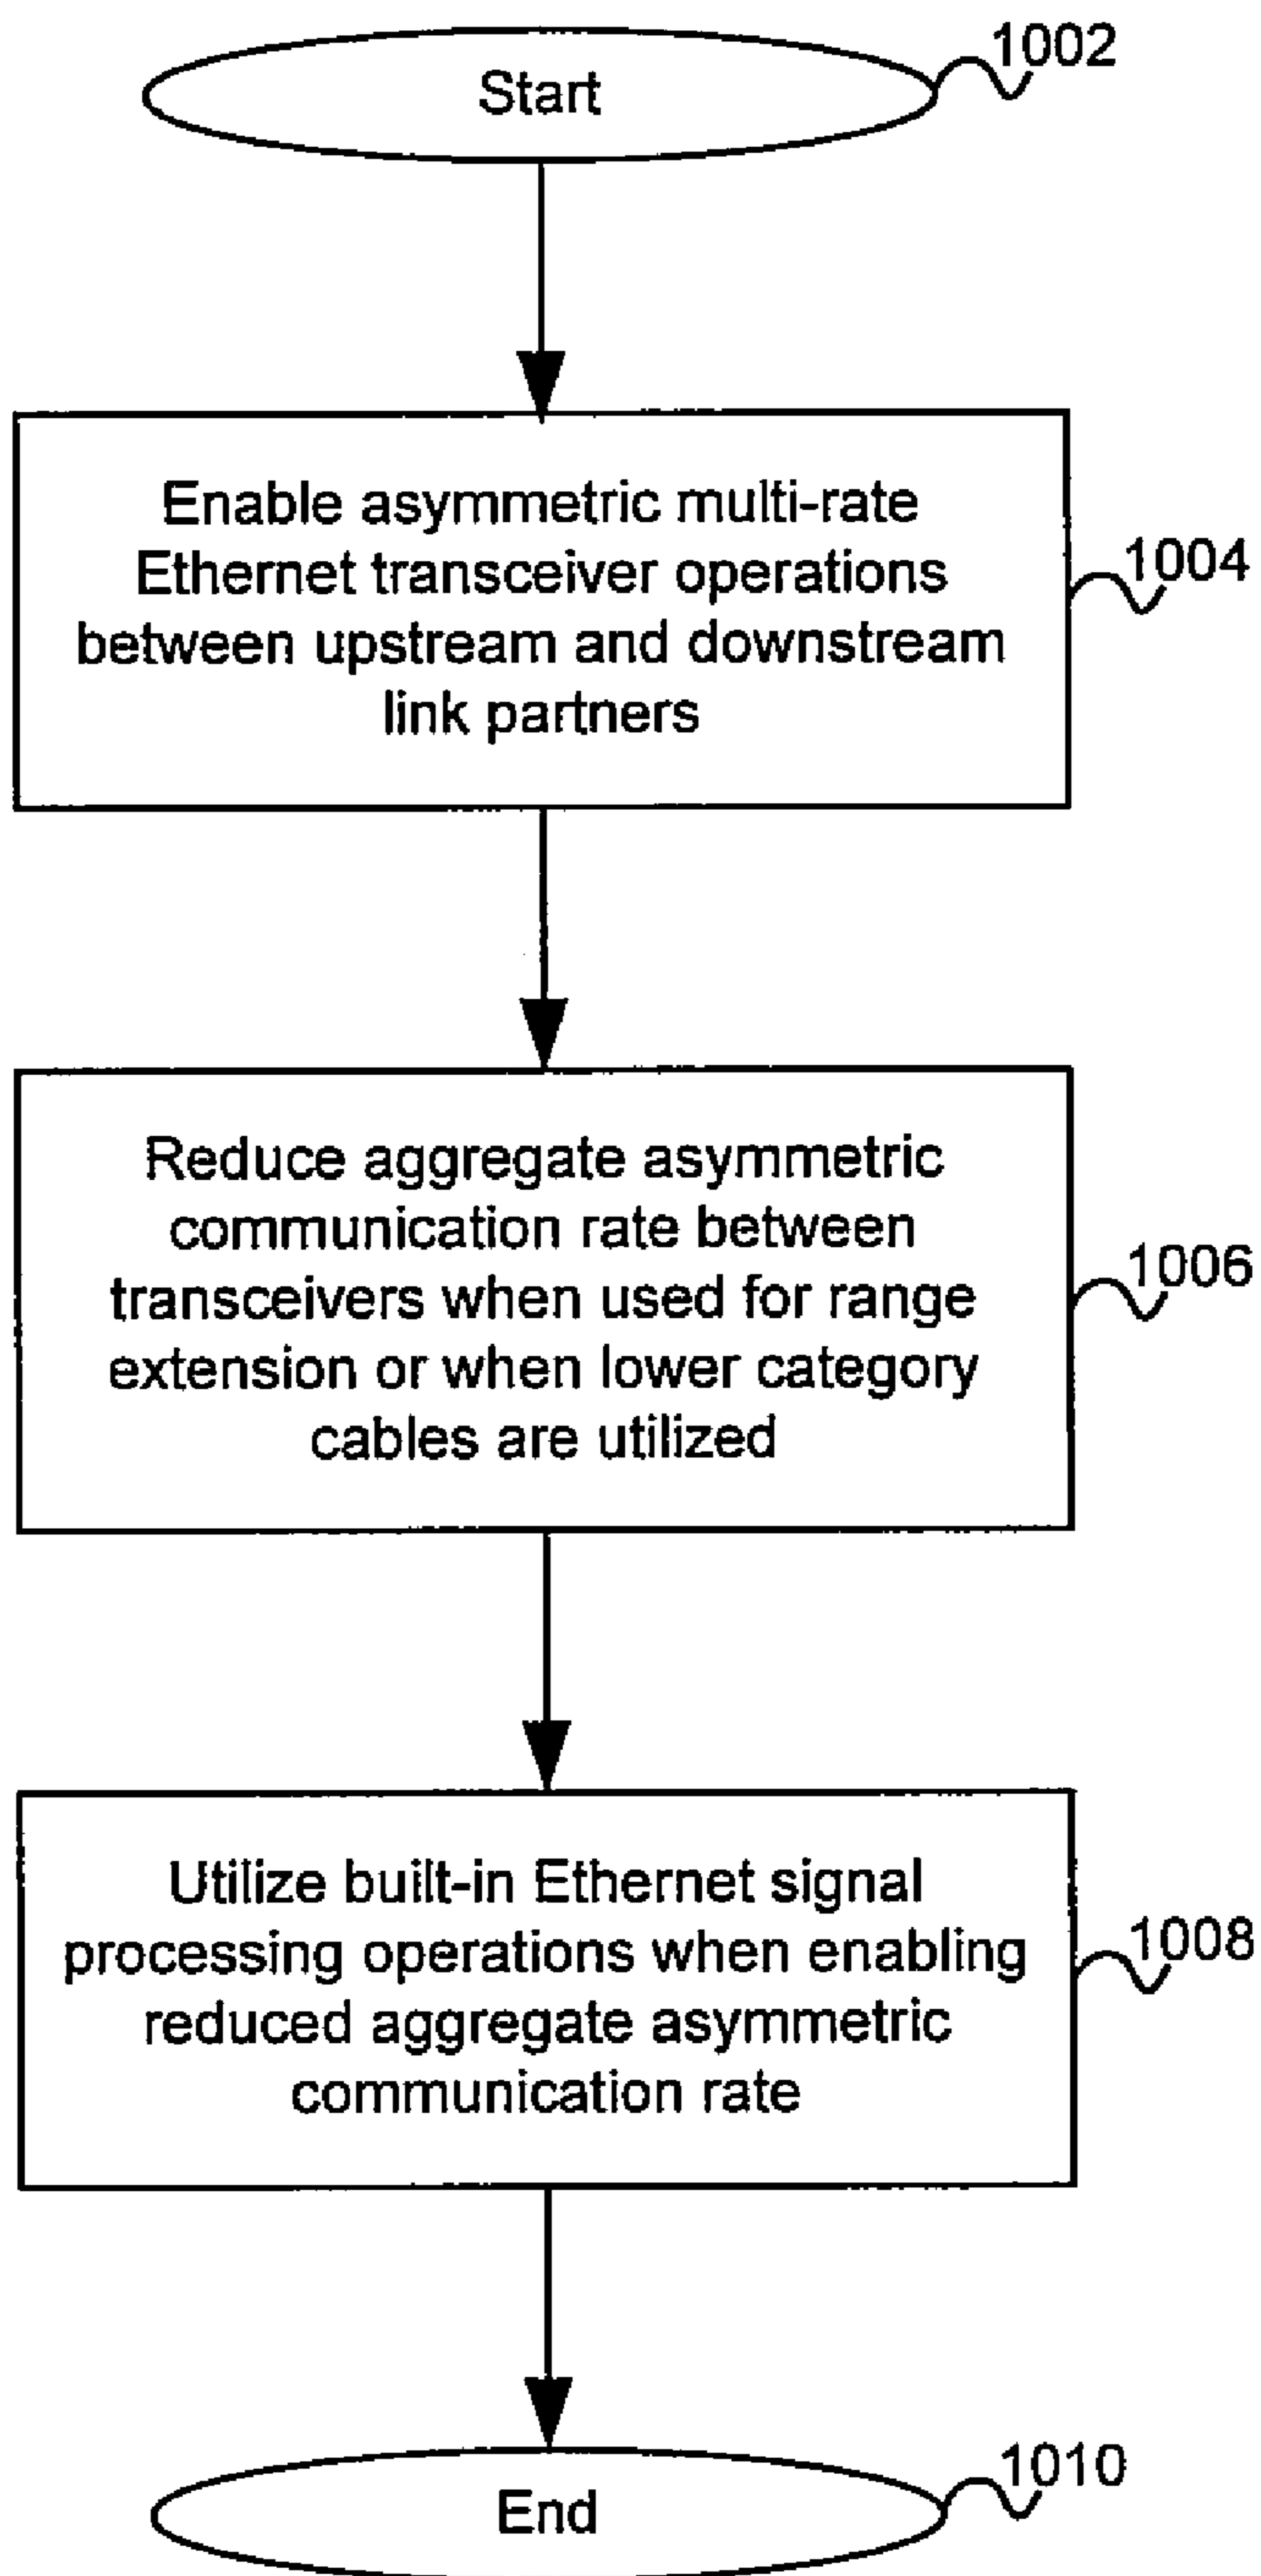 Start
1002
Enable asymmetric multi-rate
Ethernet transceiver operations
between upstream and downstream
link partners
1004
Reduce aggregate asymmetric
communication rate between
transceivers when used for range
extension or when lower category
cables are utilized
1006
Utilize built-in Ethernet signal
processing operations when enabling
reduced aggregate asymmetric
communication rate
1008
End
1010